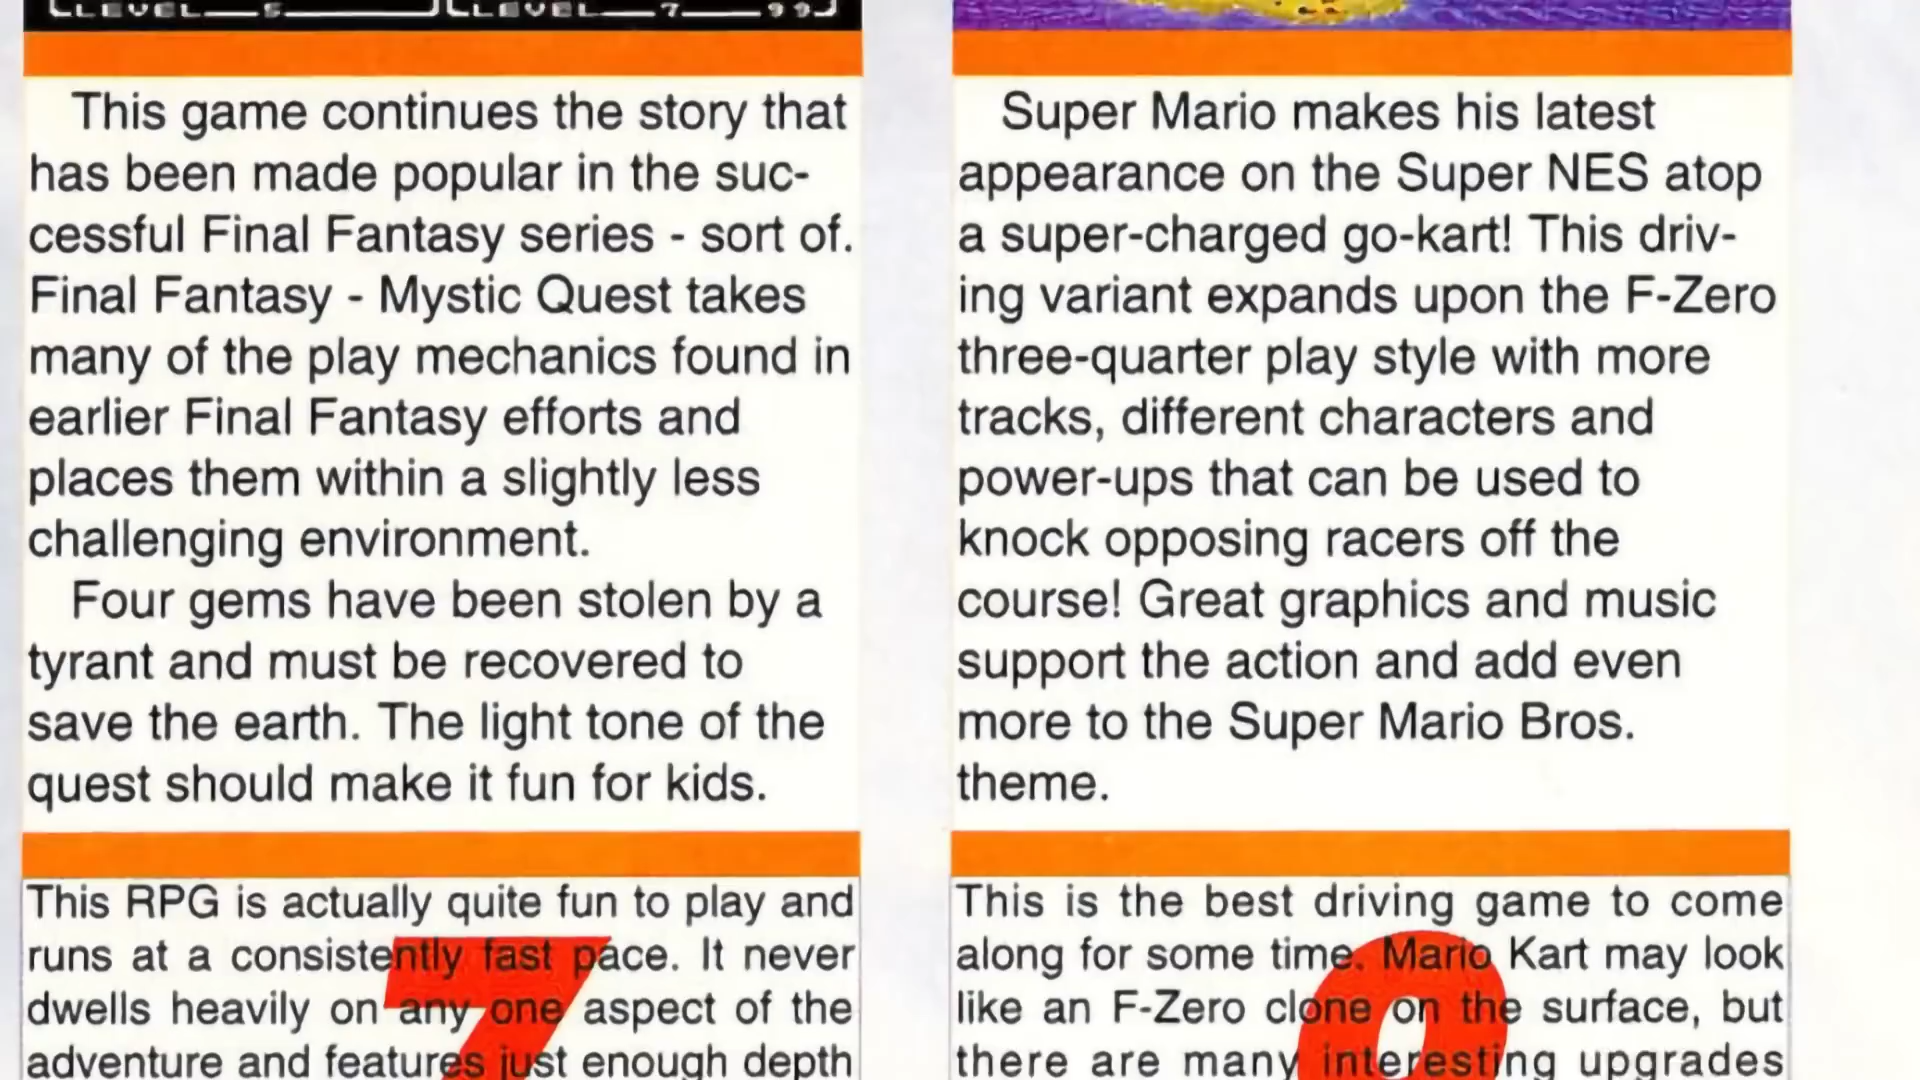 LEVEL 5
LEVEL 7 99
This game continues the story that
has been made popular in the suc-
cessful Final Fantasy series - sort of.
Final Fantasy - Mystic Quest takes
many of the play mechanics found in
earlier Final Fantasy efforts and
places them within a slightly less
challenging environment.
Four gems have been stolen by a
tyrant and must be recovered to
save the earth. The light tone of the
quest should make it fun for kids.
This RPG is actually quite fun to play and
runs at a consistently fast pace. It never
dwells heavily on any one aspect of the
adventure and features just enough depth
7
Super Mario makes his latest
appearance on the Super NES atop
a super-charged go-kart! This driv-
ing variant expands upon the F-Zero
three-quarter play style with more
tracks, different characters and
power-ups that can be used to
knock opposing racers off the
course! Great graphics and music
support the action and add even
more to the Super Mario Bros.
theme.
This is the best driving game to come
along for some time. Mario Kart may look
like an F-Zero clone on the surface, but
there are many interesting upgrades